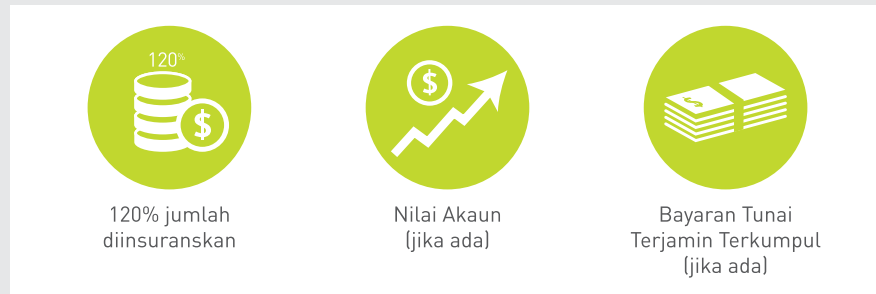 120%
$
120% jumlah
diinsuranskan
$
Nilai Akaun
(jika ada)
$
Bayaran Tunai
Terjamin Terkumpul
(jika ada)